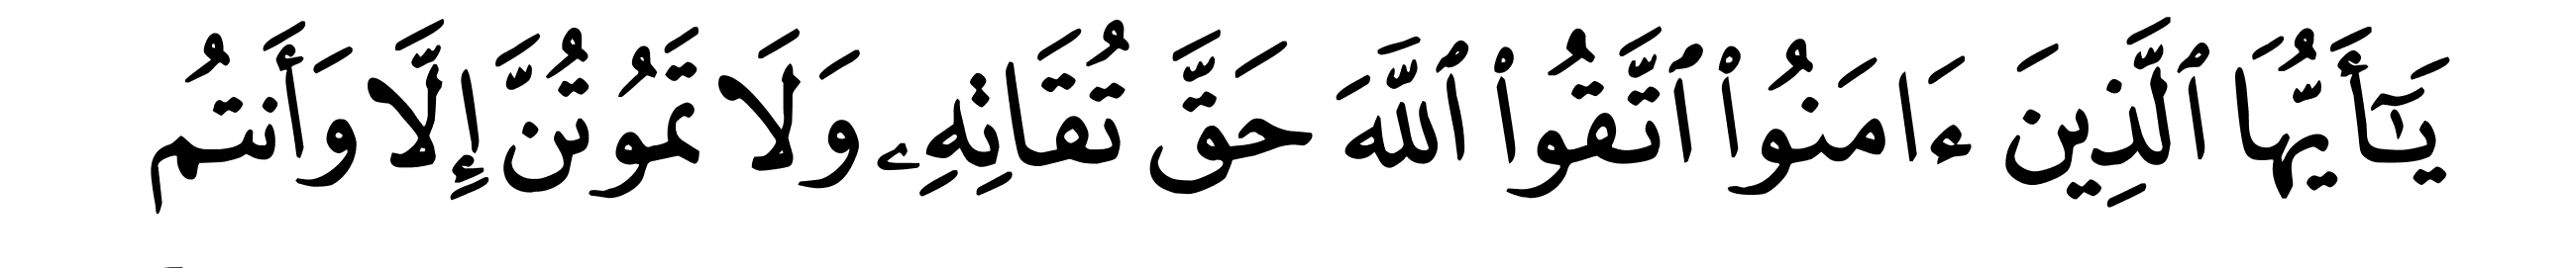 يَـٰٓأَيُّهَا ٱلَّذِينَ ءَامَنُوا۟ ٱتَّقُوا۟ ٱللَّهَ حَقَّ تُقَاتِهِۦ وَلَا تَمُوتُنَّ إِلَّا وَأَنتُم